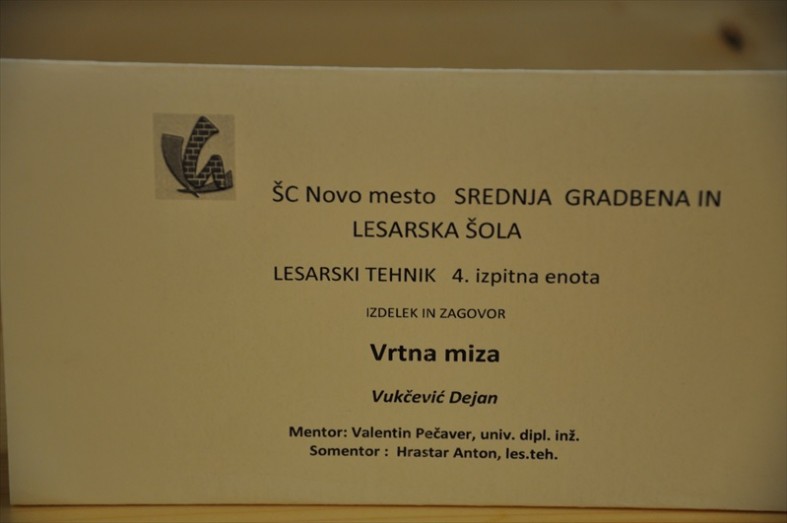 ŠC Novo mesto SREDNJA GRADBENA IN
LESARSKA ŠOLA
LESARSKI TEHNIK 4. izpitna enota
IZDELEK IN ZAGOVOR
Vrtna miza
Vukčević Dejan
Mentor: Valentin Pečaver, univ. dipl. inž.
Somentor : Hrastar Anton, les.teh.